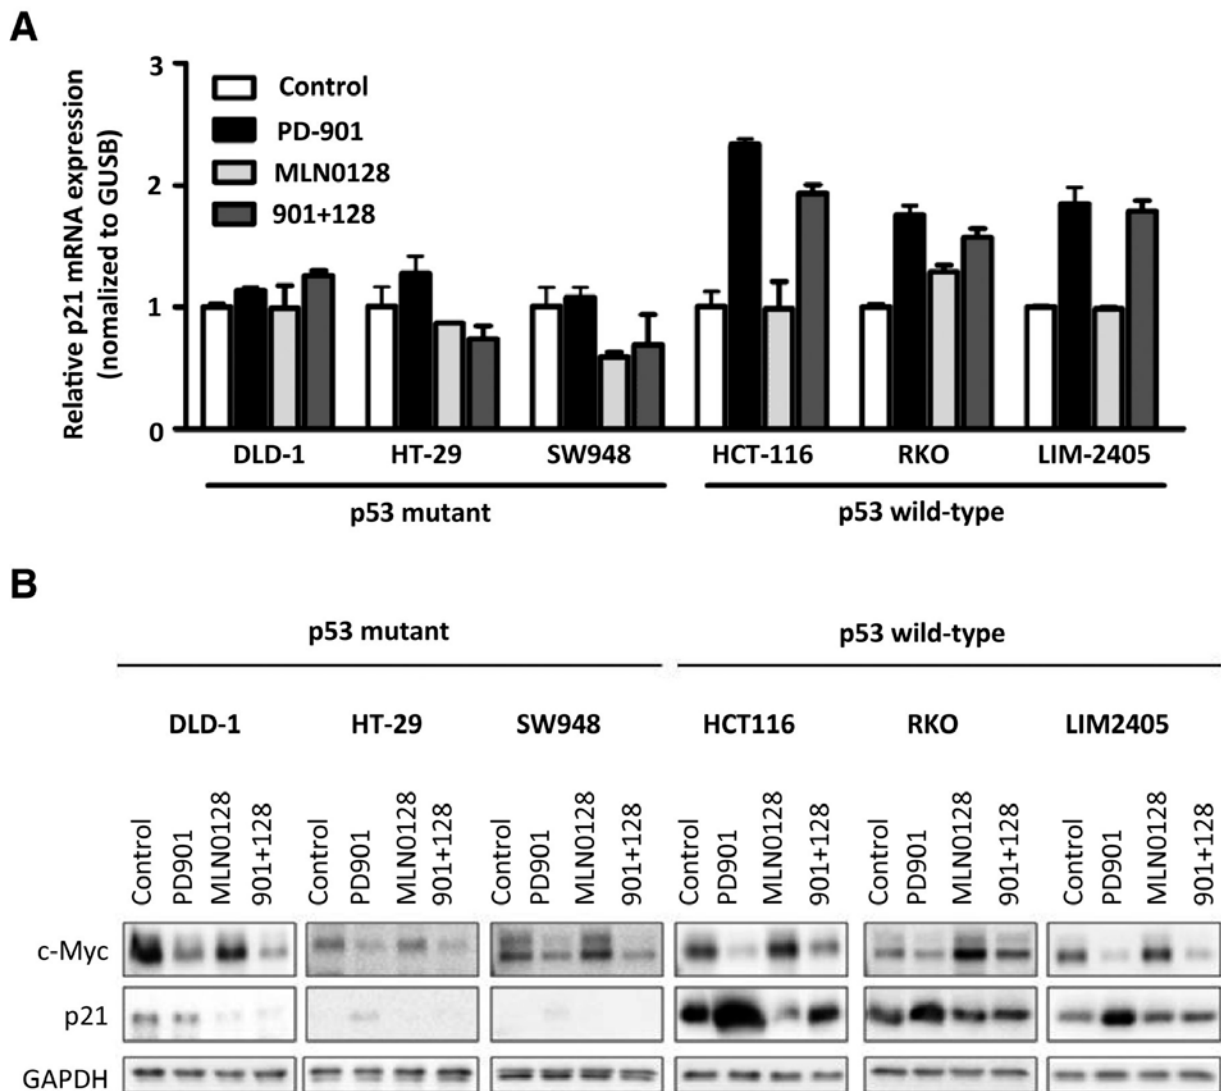 A
Relative p21 mRNA expression
(nomalized to GUSB)
3
2
1
0
Control
PD-901
MLN0128
901+128
DLD-1 HT-29 SW948 HCT-116 RKO LIM-2405
p53 mutant p53 wild-type
B
p53 mutant p53 wild-type
DLD-1 HT-29 SW948 HCT116 RKO LIM2405
Control PD901 MLN0128 901+128 Control PD901 MLN0128 901+128 Control PD901 MLN0128 901+128 Control PD901 MLN0128 901+128 Control PD901 MLN0128 901+128 Control PD901 MLN0128 901+128
c-Myc
p21
GAPDH